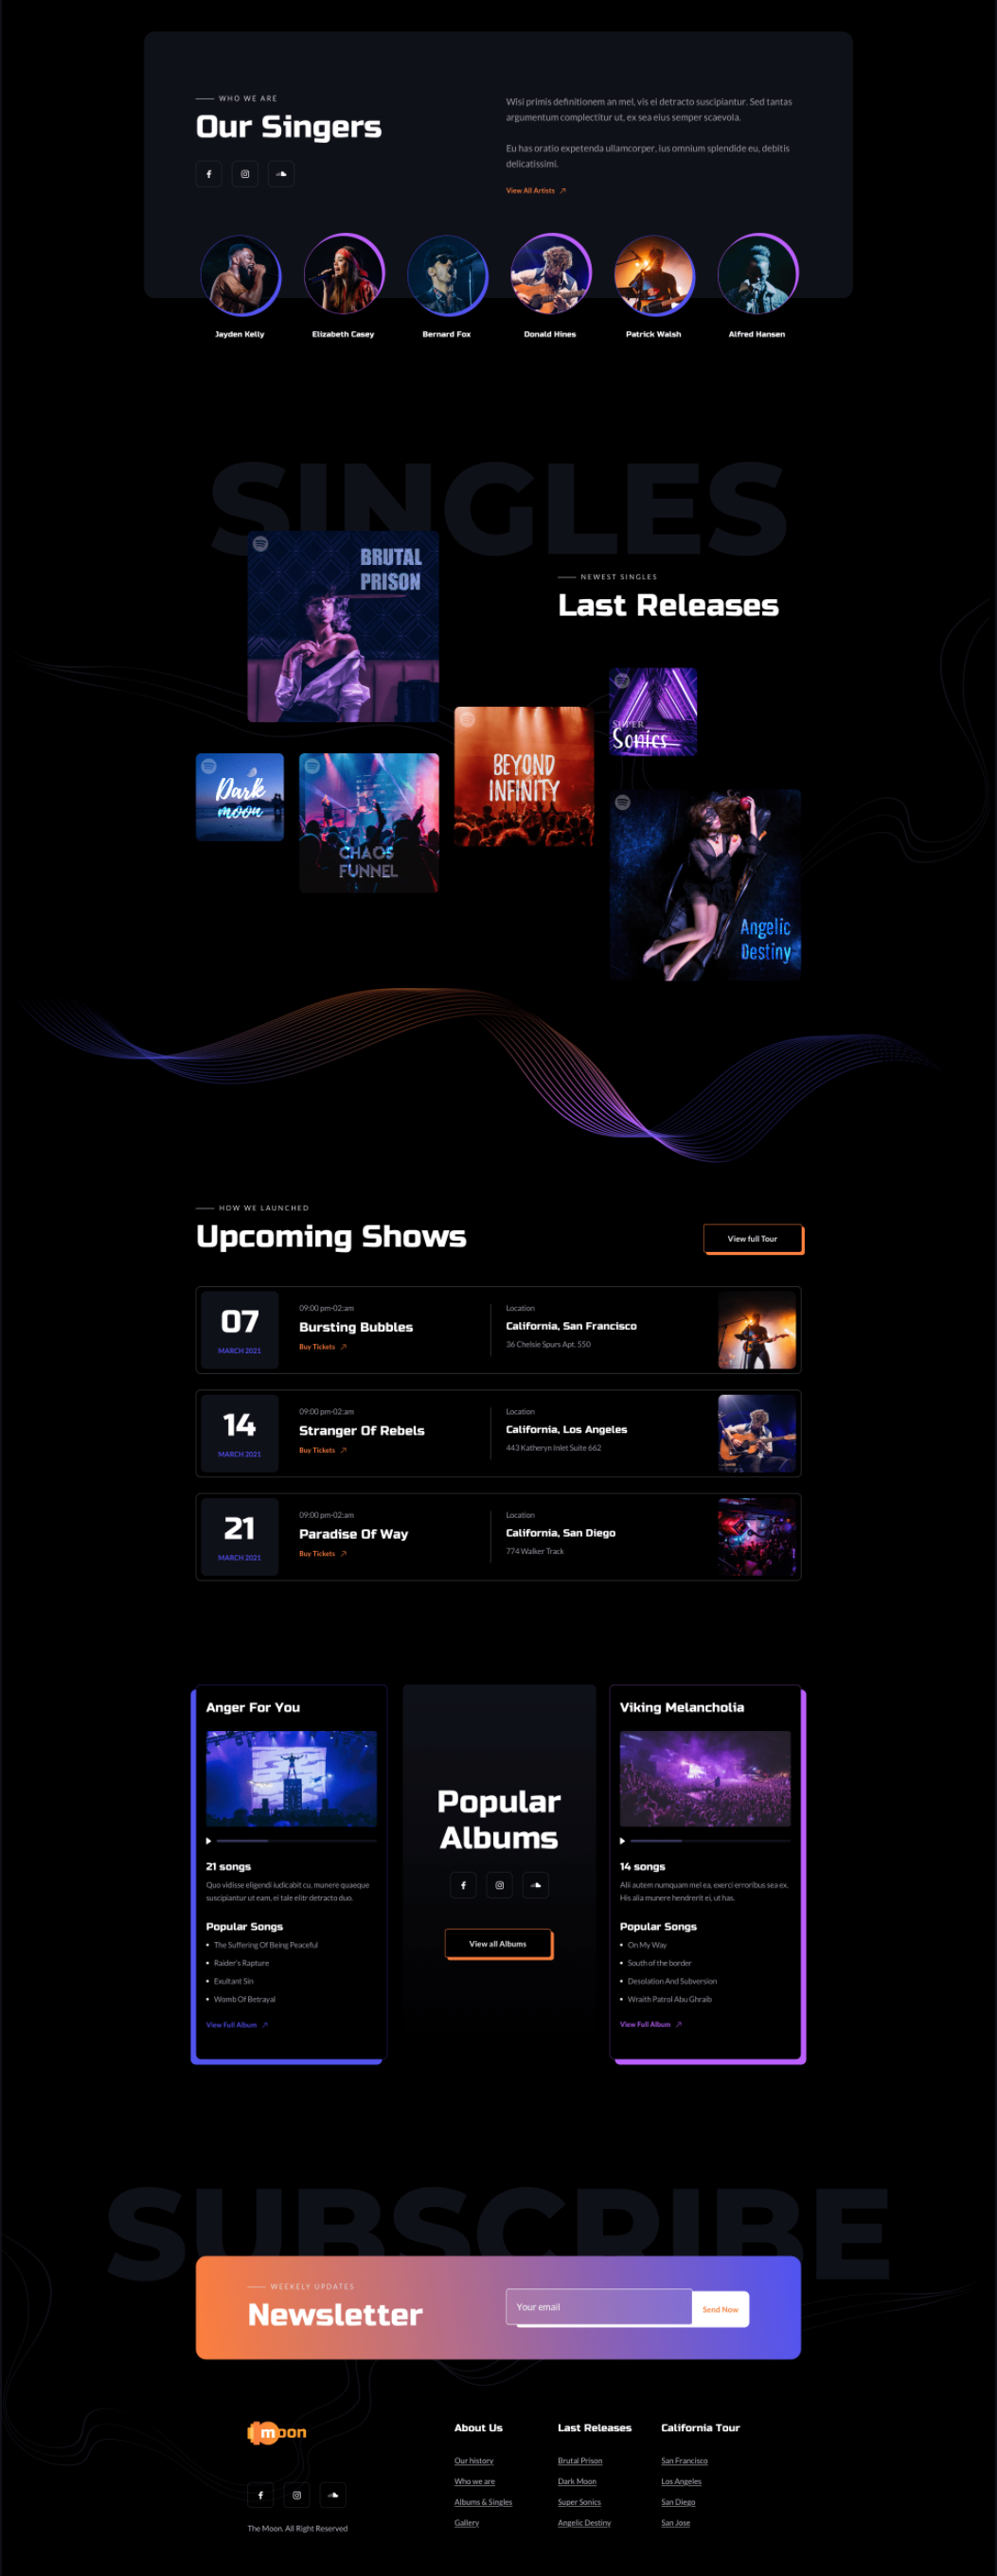 WHO WE ARE
Our Singers
Wisi primis definitionem an mel, vis ei detracto suscipiantur. Sed tantas
argumentum complectitur ut, ex sea eius semper scaevola.
Eu has oratio expetenda ullamcorper, ius omnium splendide eu, debitis
delicatissimi.
View All Artists
Jayden Kelly
Elizabeth Casey
Bernard Fox
Donald Hines
Patrick Walsh
Alfred Hansen
SINGLES
BRUTAL
PRISON
NEWEST SINGLES
Last Releases
SUPER
Sonics
BEYOND
INFINITY
Dark
moon
CHAOS
FUNNEL
Angelic
Destiny
HOW WE LAUNCHED
Upcoming Shows
View full Tour
07
MARCH 2021
09:00 pm-02:am
Bursting Bubbles
Buy Tickets
Location
California, San Francisco
36 Chelsie Spurs Apt. 550
14
MARCH 2021
09:00 pm-02:am
Stranger Of Rebels
Buy Tickets
Location
California, Los Angeles
443 Katheryn Inlet Suite 662
21
MARCH 2021
09:00 pm-02:am
Paradise Of Way
Buy Tickets
Location
California, San Diego
774 Walker Track
Anger For You
21 songs
Quo vidisse eligendi iudicabit cu, munere quaeque
suscipiantur ut eam, ei tale elitr detracto duo.
Popular Songs
The Suffering Of Being Peaceful
Raider's Rapture
Exultant Sin
Womb Of Betrayal
View Full Album
Popular
Albums
View all Albums
Viking Melancholia
14 songs
Alii autem numquam mel ea, exerci erroribus sea ex.
His alia munere hendrerit ei, ut has.
Popular Songs
On My Way
South of the border
Desolation And Subversion
Wraith Patrol Abu Ghraib
View Full Album
SUBSCRIBE
WEEKELY UPDATES
Newsletter
Your email
Send Now
moon
The Moon. All Right Reserved
About Us
Our history
Who we are
Albums & Singles
Gallery
Last Releases
Brutal Prison
Dark Moon
Super Sonics
Angelic Destiny
California Tour
San Francisco
Los Angeles
San Diego
San Jose